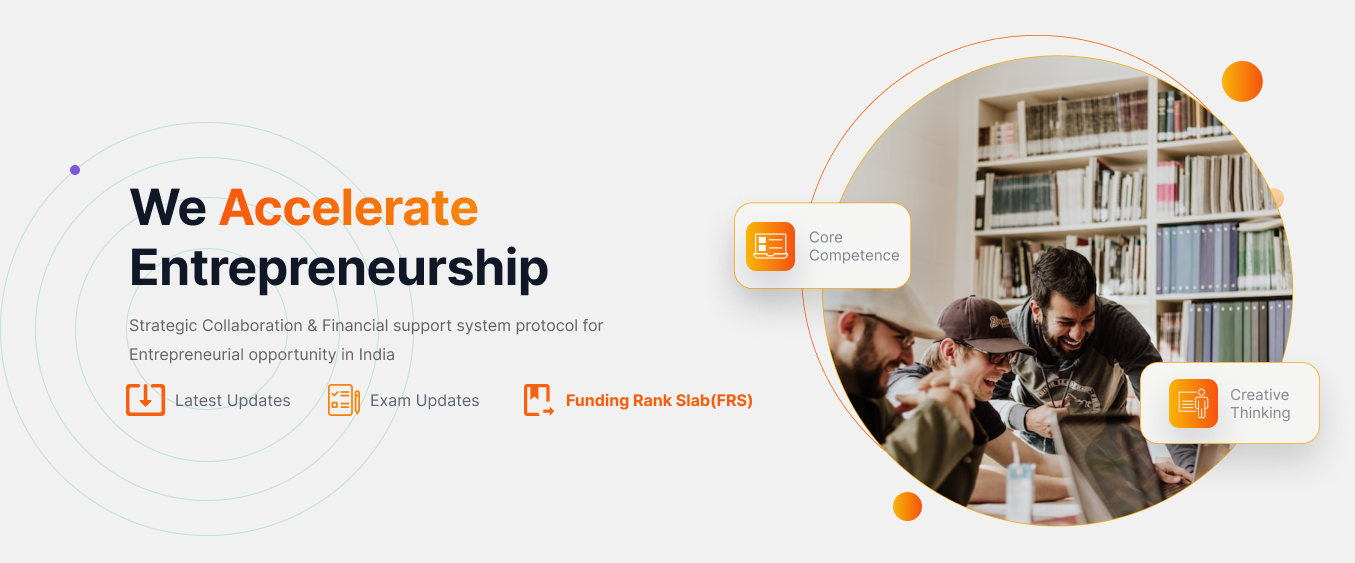 We Accelerate
Entrepreneurship
Strategic Collaboration & Financial support system protocol for
Entrepreneurial opportunity in India
Latest Updates
Exam Updates
Funding Rank Slab(FRS)
Core
Competence
Creative
Thinking